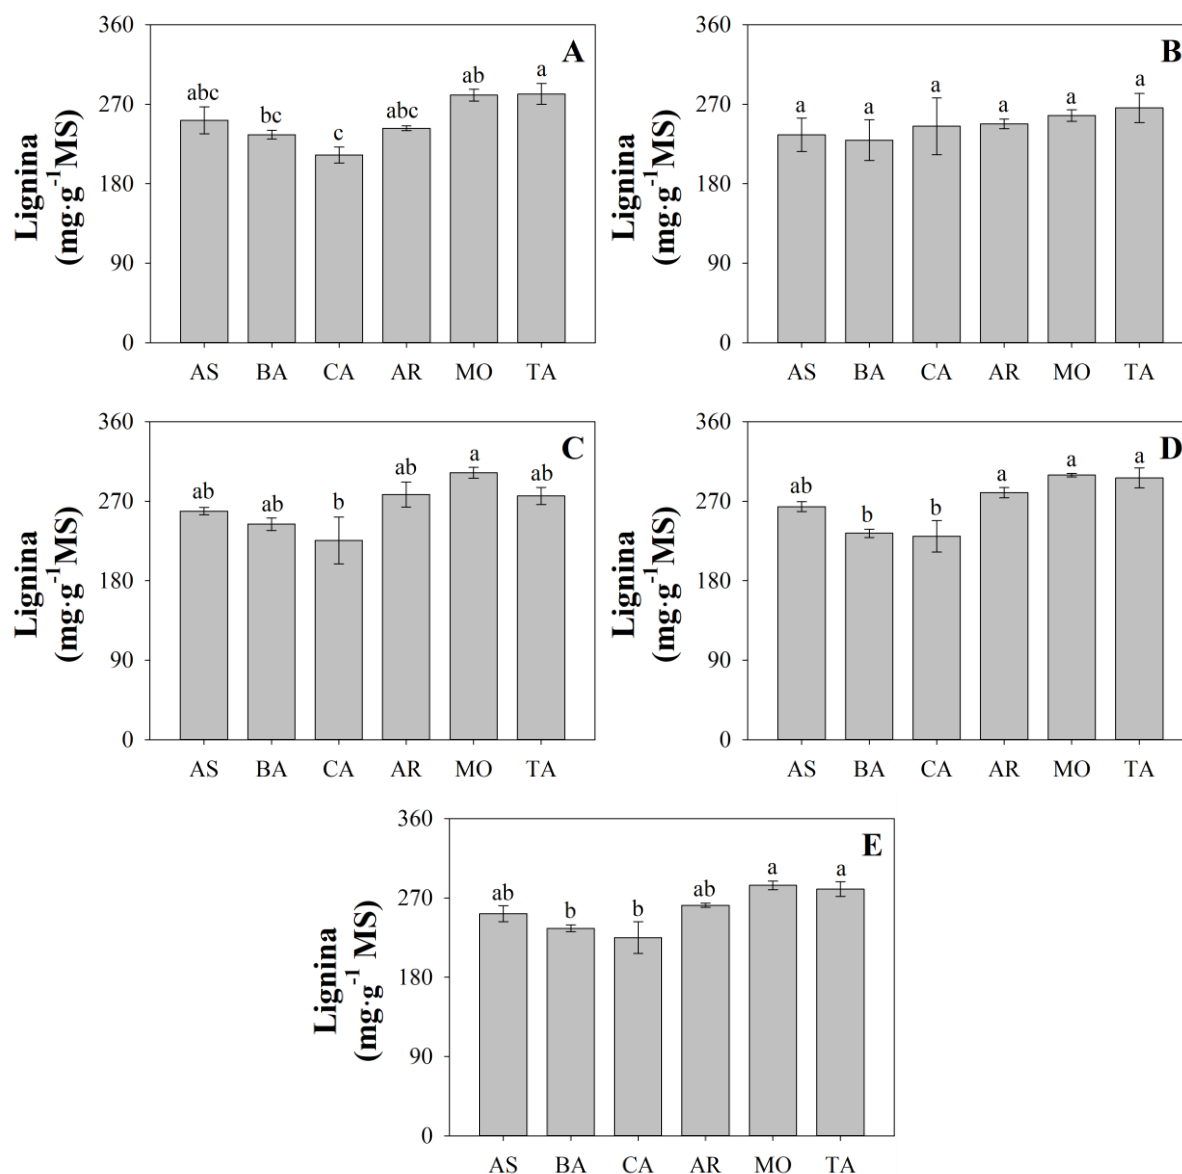 A
Lignina
(mg·g⁻¹MS)
360
270
180
90
0
abc
bc
c
abc
ab
a
AS BA CA AR MO TA
B
Lignina
(mg·g⁻¹MS)
360
270
180
90
0
a
a
a
a
a
a
AS BA CA AR MO TA
C
Lignina
(mg·g⁻¹MS)
360
270
180
90
0
ab
ab
b
ab
a
ab
AS BA CA AR MO TA
D
Lignina
(mg·g⁻¹MS)
360
270
180
90
0
ab
b
b
a
a
a
AS BA CA AR MO TA
E
Lignina
(mg·g⁻¹ MS)
360
270
180
90
0
ab
b
b
ab
a
a
AS BA CA AR MO TA